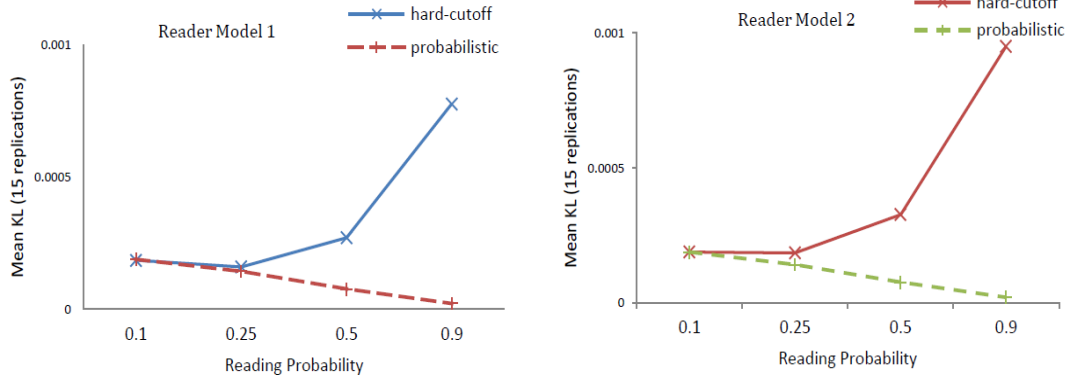 Reader Model 1
hard-cutoff
probabilistic
Mean KL (15 replications)
0.001
0.0005
0
0.1 0.25 0.5 0.9
Reading Probability
Reader Model 2
hard-cutoff
probabilistic
Mean KL (15 replications)
0.001
0.0005
0
0.1 0.25 0.5 0.9
Reading Probability